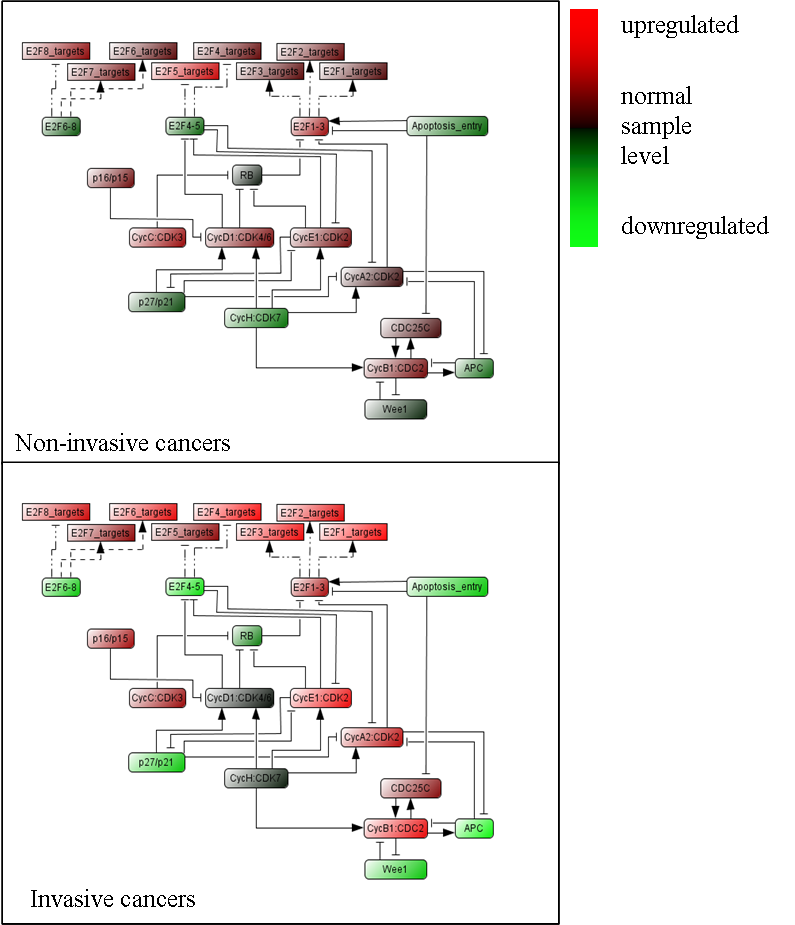 upregulated
normal
sample
level
downregulated
E2F8_targets
E2F6_targets
E2F4_targets
E2F2_targets
E2F7_targets
E2F5_targets
E2F3_targets
E2F1_targets
E2F6-8
E2F4-5
E2F1-3
Apoptosis_entry
p16/p15
RB
CycC:CDK3
CycD1:CDK4/6
CycE1:CDK2
CycA2:CDK2
p27/p21
CycH:CDK7
CDC25C
CycB1:CDC2
APC
Wee1
Non-invasive cancers
E2F8_targets
E2F6_targets
E2F4_targets
E2F2_targets
E2F7_targets
E2F5_targets
E2F3_targets
E2F1_targets
E2F6-8
E2F4-5
E2F1-3
Apoptosis_entry
p16/p15
RB
CycC:CDK3
CycD1:CDK4/6
CycE1:CDK2
CycA2:CDK2
p27/p21
CycH:CDK7
CDC25C
CycB1:CDC2
APC
Wee1
Invasive cancers